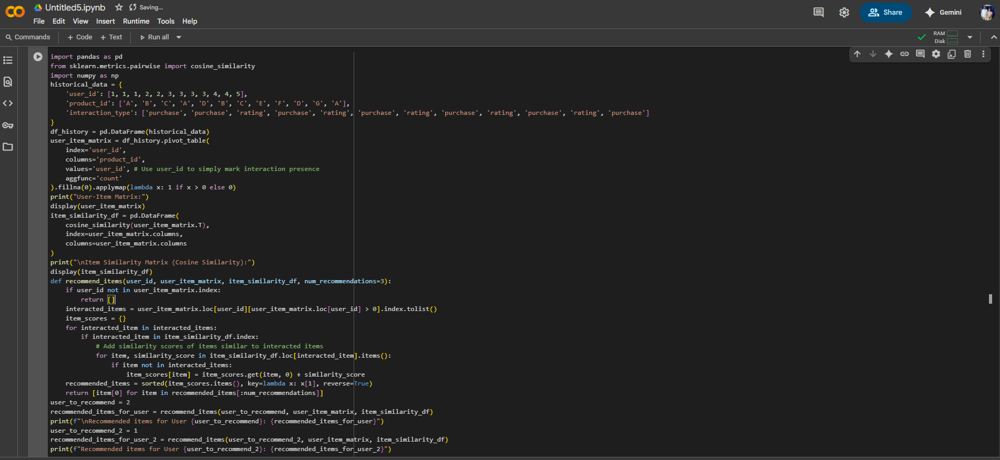 Untitled5.ipynb Saving...
File Edit View Insert Runtime Tools Help
Share
Gemini
Commands + Code + Text Run all
RAM
Disk
import pandas as pd
from sklearn.metrics.pairwise import cosine_similarity
import numpy as np
historical_data = {
    'user_id': [1, 1, 1, 2, 2, 3, 3, 3, 3, 4, 4, 5],
    'product_id': ['A', 'B', 'C', 'A', 'D', 'B', 'C', 'E', 'F', 'D', 'G', 'A'],
    'interaction_type': ['purchase', 'purchase', 'rating', 'purchase', 'rating', 'purchase', 'rating', 'purchase', 'rating', 'purchase', 'rating', 'purchase']
}
df_history = pd.DataFrame(historical_data)
user_item_matrix = df_history.pivot_table(
    index='user_id',
    columns='product_id',
    values='user_id', # Use user_id to simply mark interaction presence
    aggfunc='count'
).fillna(0).applymap(lambda x: 1 if x > 0 else 0)
print("User-Item Matrix:")
display(user_item_matrix)
item_similarity_df = pd.DataFrame(
    cosine_similarity(user_item_matrix.T),
    index=user_item_matrix.columns,
    columns=user_item_matrix.columns
)
print("\nItem Similarity Matrix (Cosine Similarity):")
display(item_similarity_df)
def recommend_items(user_id, user_item_matrix, item_similarity_df, num_recommendations=3):
    if user_id not in user_item_matrix.index:
        return []
    interacted_items = user_item_matrix.loc[user_id][user_item_matrix.loc[user_id] > 0].index.tolist()
    item_scores = {}
    for interacted_item in interacted_items:
        if interacted_item in item_similarity_df.index:
            # Add similarity scores of items similar to interacted items
            for item, similarity_score in item_similarity_df.loc[interacted_item].items():
                if item not in interacted_items:
                    item_scores[item] = item_scores.get(item, 0) + similarity_score
    recommended_items = sorted(item_scores.items(), key=lambda x: x[1], reverse=True)
    return [item[0] for item in recommended_items[:num_recommendations]]
user_to_recommend = 2
recommended_items_for_user = recommend_items(user_to_recommend, user_item_matrix, item_similarity_df)
print(f"\nRecommended items for User {user_to_recommend}: {recommended_items_for_user}")
user_to_recommend_2 = 1
recommended_items_for_user_2 = recommend_items(user_to_recommend_2, user_item_matrix, item_similarity_df)
print(f"Recommended items for User {user_to_recommend_2}: {recommended_items_for_user_2}")